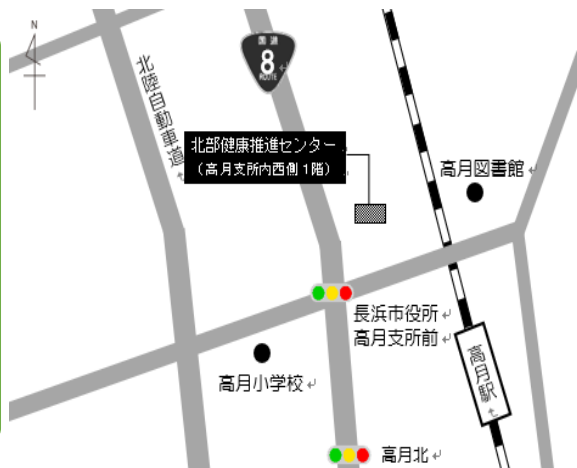 N
国道
8
ROUTE
北陸自動車道
北部健康推進センター
（高月支所内西側1階）
高月図書館
長浜市役所
高月支所前
高月小学校
高月駅
高月北